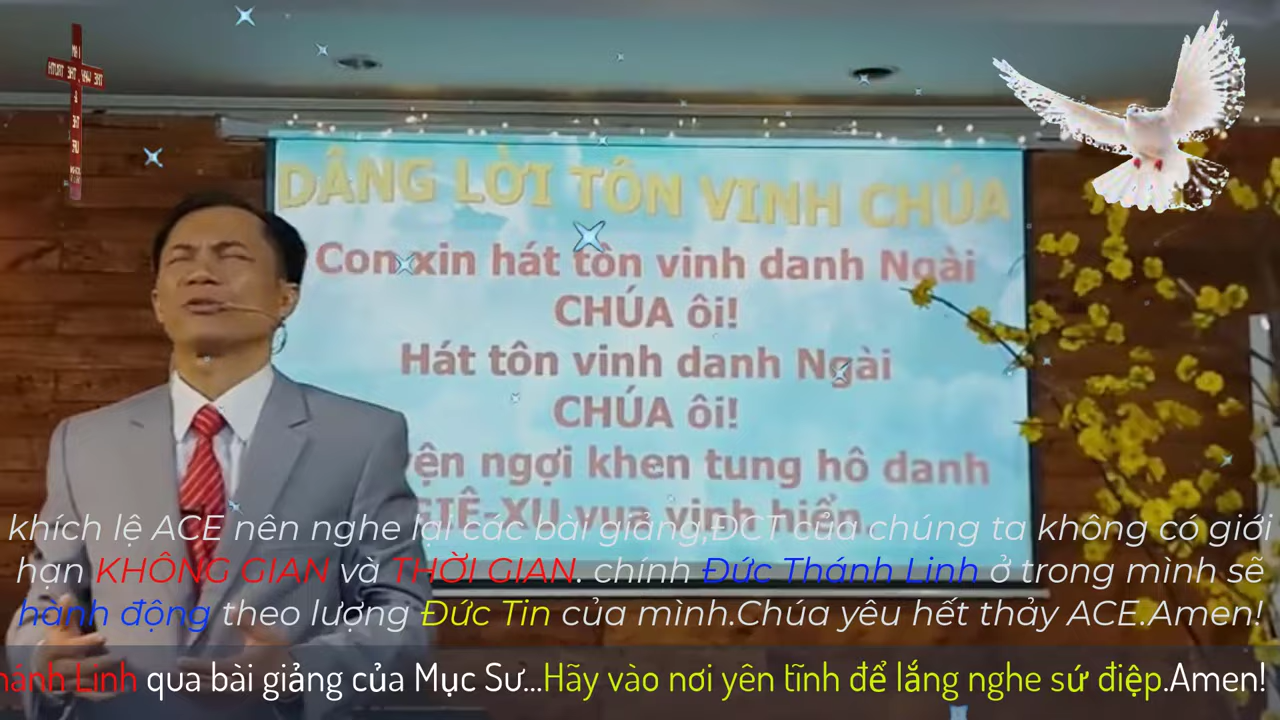 DÂNG LỜI TÔN VINH CHÚA
Con xin hát tôn vinh danh Ngài
CHÚA ôi!
Hát tôn vinh danh Ngài
CHÚA ôi!
ngợi khen tung hô danh
GIÊ-XU vua vinh hiển
khích lệ ACE nên nghe lại các bài giảng,ĐCT của chúng ta không có giới
hạn KHÔNG GIAN và THỜI GIAN. chính Đức Thánh Linh ở trong mình sẽ
hành động theo lượng Đức Tin của mình.Chúa yêu hết thảy ACE.Amen!
Linh qua bài giảng của Mục Sư...Hãy vào nơi yên tĩnh để lắng nghe sứ điệp.Amen!